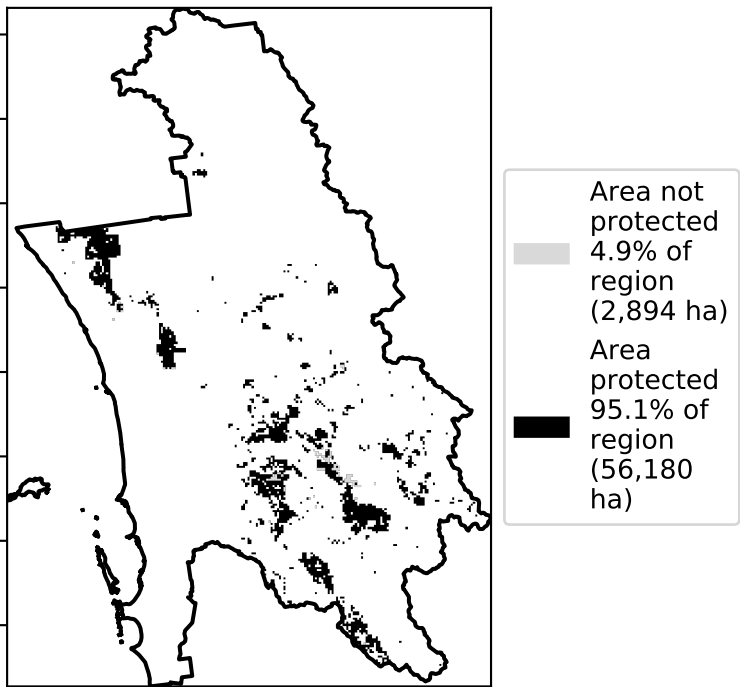 Area not
protected
4.9% of
region
(2,894 ha)
Area
protected
95.1% of
region
(56,180
ha)